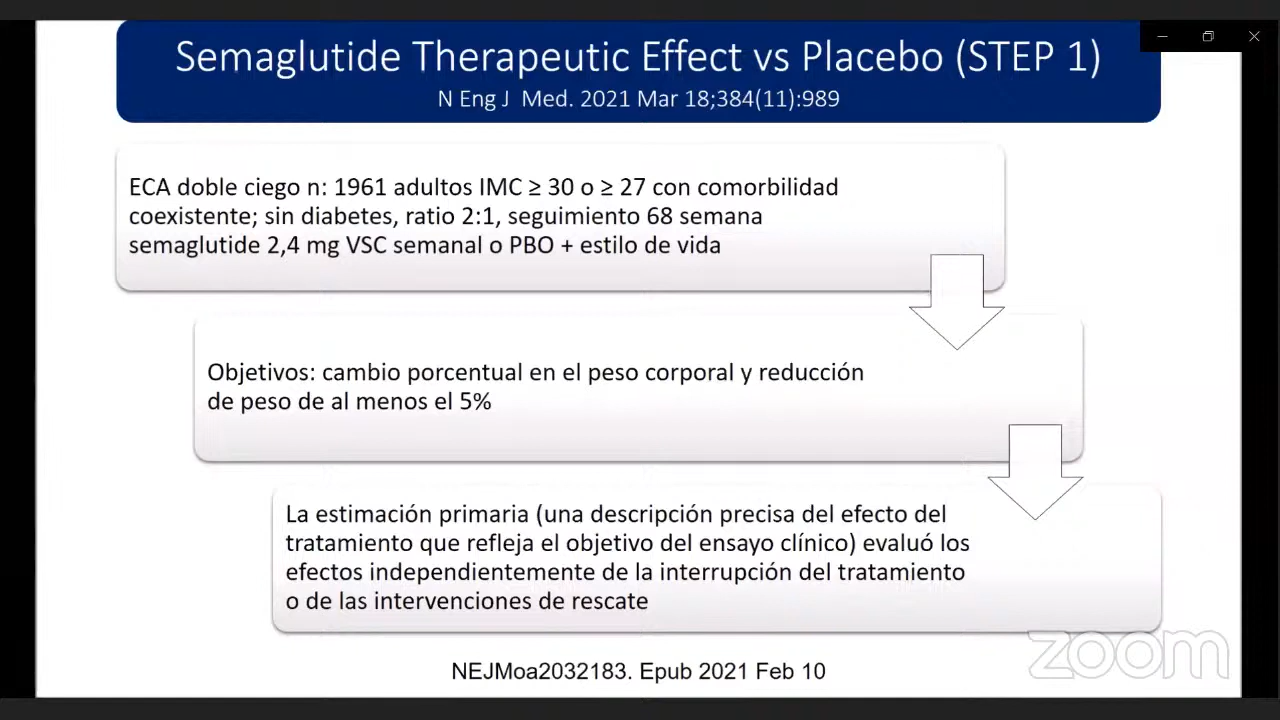 Semaglutide Therapeutic Effect vs Placebo (STEP 1)
N Eng J  Med. 2021 Mar 18;384(11):989
ECA doble ciego n: 1961 adultos IMC ≥ 30 o ≥ 27 con comorbilidad
coexistente; sin diabetes, ratio 2:1, seguimiento 68 semana
semaglutide 2,4 mg VSC semanal o PBO + estilo de vida
Objetivos: cambio porcentual en el peso corporal y reducción
de peso de al menos el 5%
La estimación primaria (una descripción precisa del efecto del
tratamiento que refleja el objetivo del ensayo clínico) evaluó los
efectos independientemente de la interrupción del tratamiento
o de las intervenciones de rescate
zoom
NEJMoa2032183. Epub 2021 Feb 10